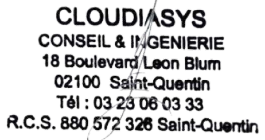 CLOUDIASYS
CONSEIL & INGENIERIE
18 Boulevard Leon Blum
02100 Saint-Quentin
Tél : 03 23 06 03 33
R.C.S. 880 572 326 Saint-Quentin